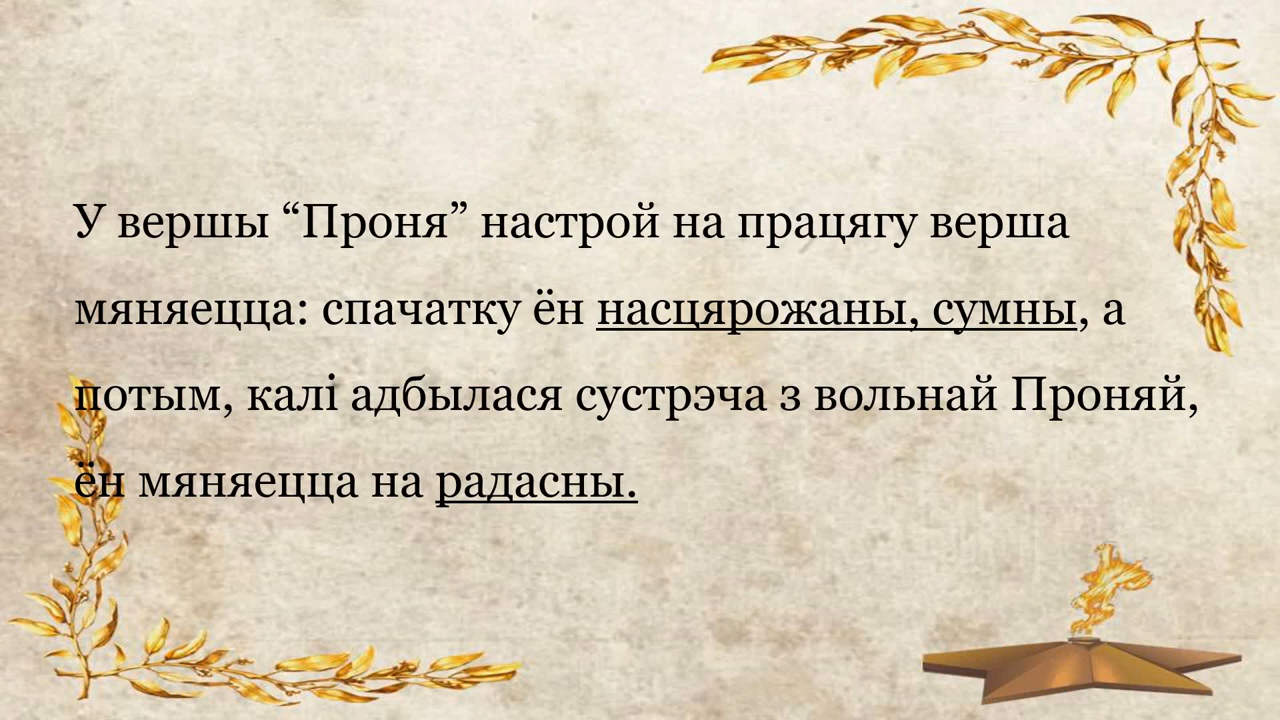 У вершы “Проня” настрой на працягу верша
мяняецца: спачатку ён насцярожаны, сумны, а
потым, калі адбылася сустрэча з вольнай Проняй,
ён мяняецца на радасны.